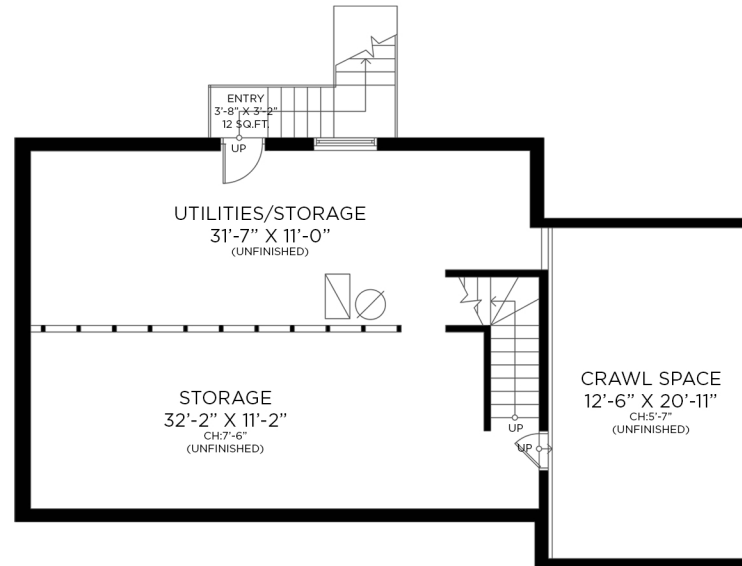 ENTRY
3'-8" X 3'-2"
12 SQ.FT.
UP
UTILITIES/STORAGE
31'-7" X 11'-0"
(UNFINISHED)
STORAGE
32'-2" X 11'-2"
CH:7'-6"
(UNFINISHED)
UP
UP
CRAWL SPACE
12'-6" X 20'-11"
CH:5'-7"
(UNFINISHED)